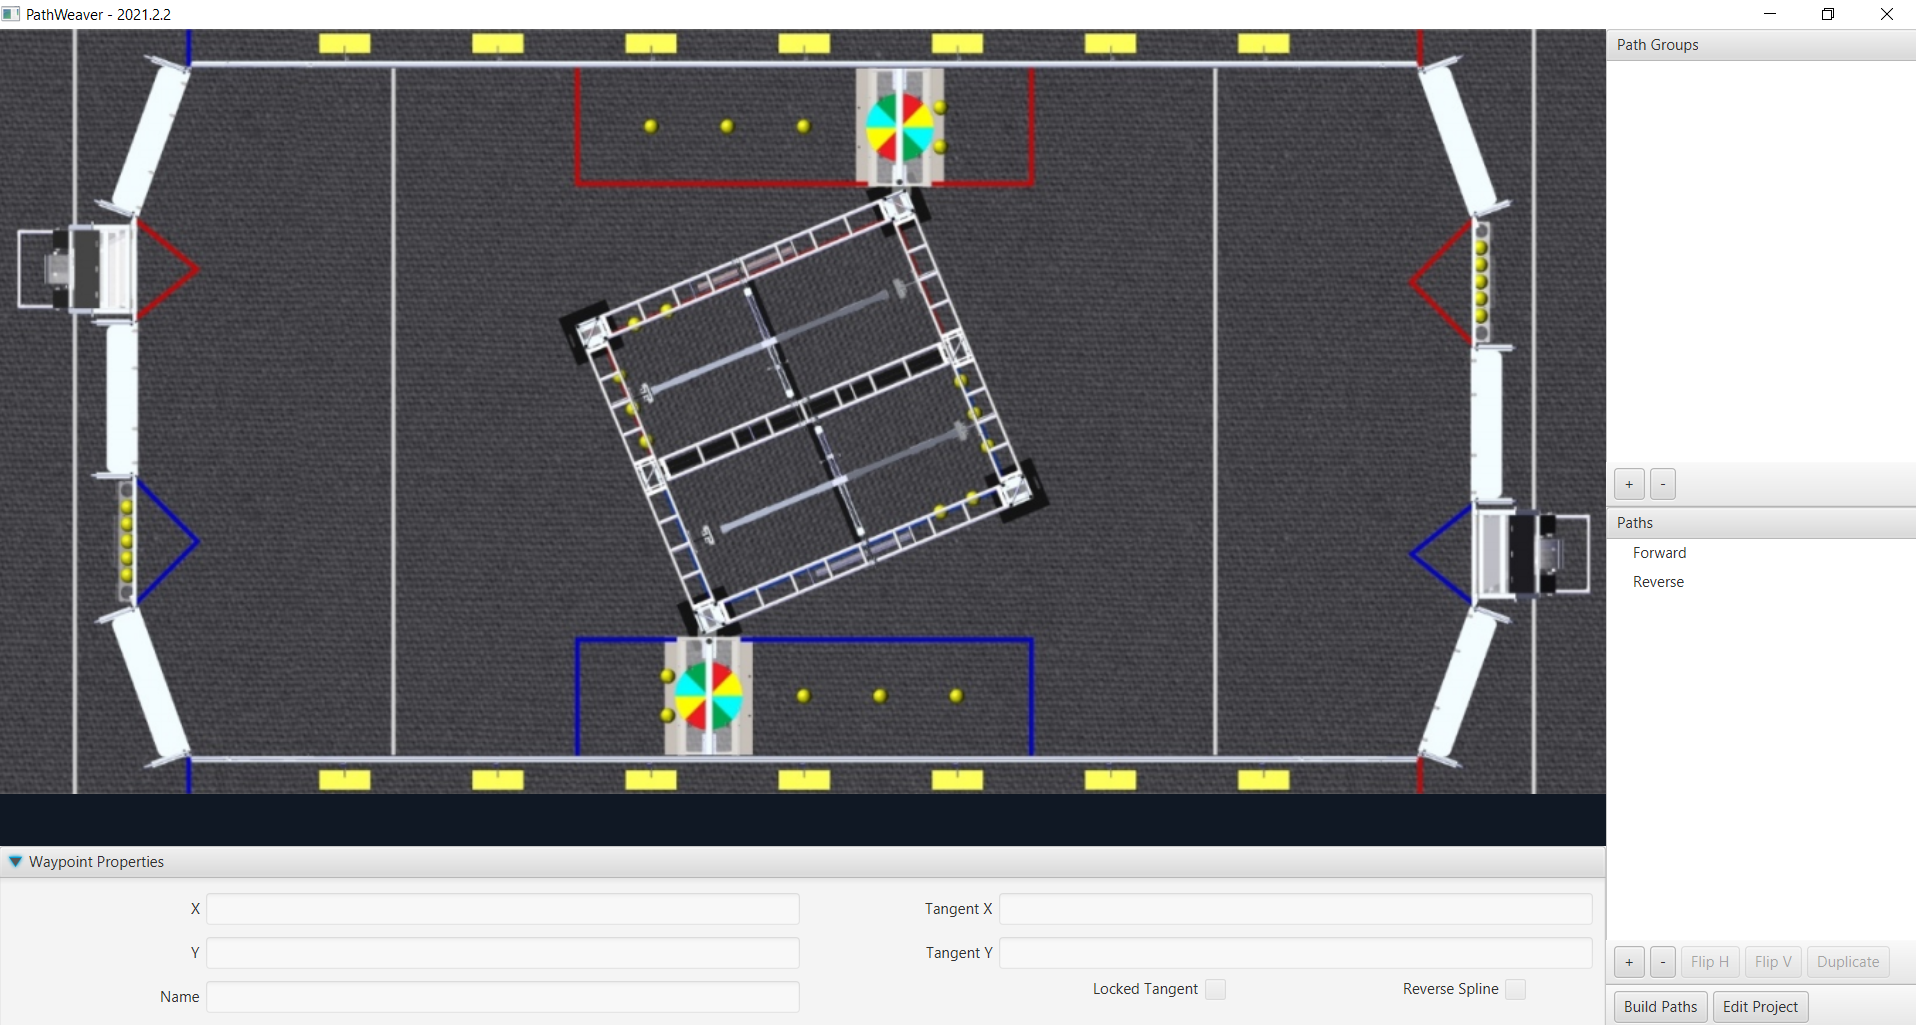 PathWeaver - 2021.2.2
Path Groups
+ -
Paths
Forward
Reverse
Waypoint Properties
X
Tangent X
Y
Tangent Y
Name
Locked Tangent
Reverse Spline
+ - Flip H Flip V Duplicate
Build Paths Edit Project